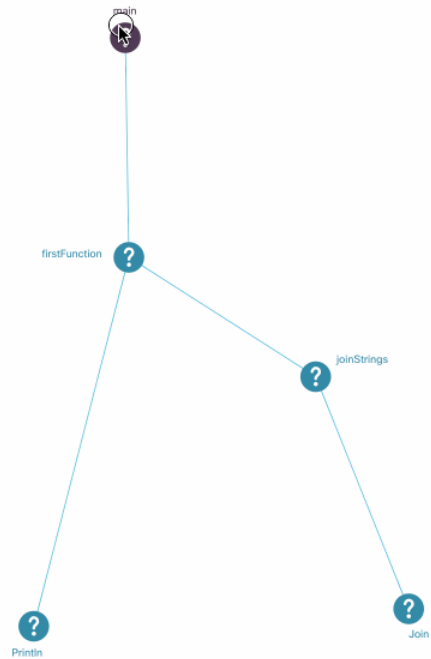 main
?
firstFunction
?
joinStrings
?
?
Println
?
Join